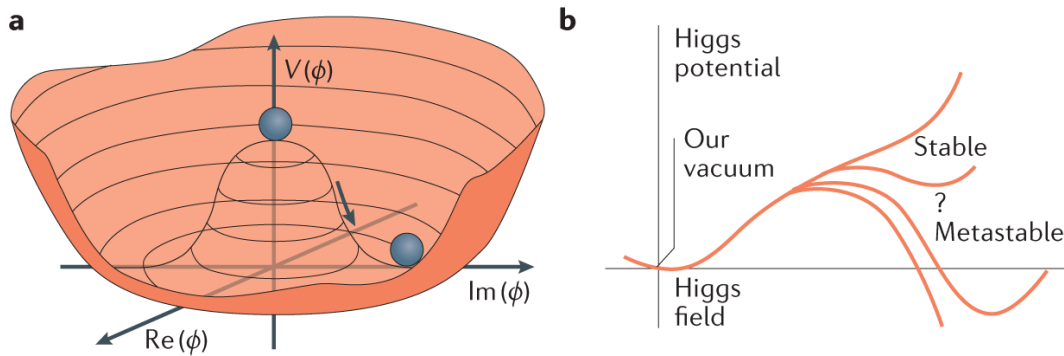 a
V(ϕ)
Im(ϕ)
Re(ϕ)
b
Higgs
potential
Our
vacuum
Stable
?
Metastable
Higgs
field